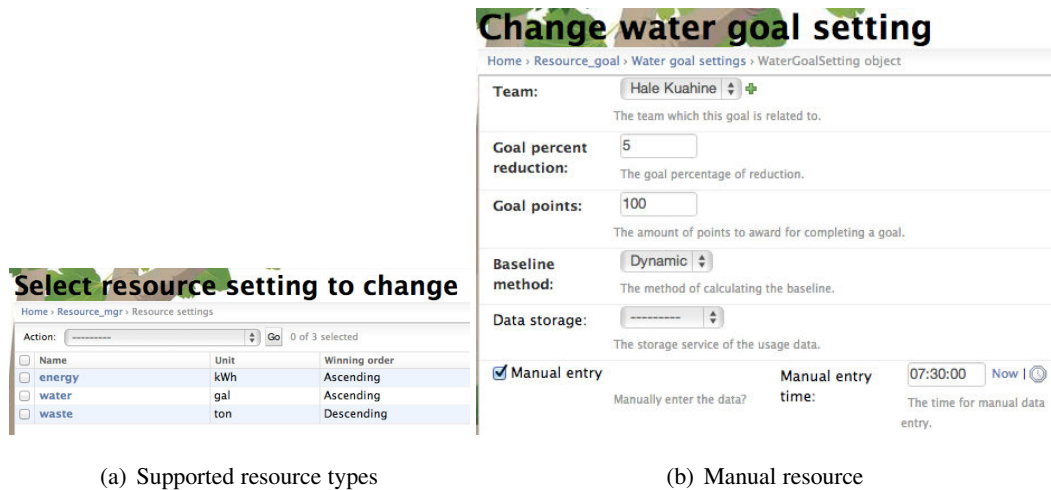 Select resource setting to change
Home › Resource_mgr › Resource settings
Action: --------- Go 0 of 3 selected
Name Unit Winning order
energy kWh Ascending
water gal Ascending
waste ton Descending
(a) Supported resource types
Change water goal setting
Home › Resource_goal › Water goal settings › WaterGoalSetting object
Team: Hale Kuahine
The team which this goal is related to.
Goal percent reduction: 5
The goal percentage of reduction.
Goal points: 100
The amount of points to award for completing a goal.
Baseline method: Dynamic
The method of calculating the baseline.
Data storage: ---------
The storage service of the usage data.
Manual entry
Manually enter the data?
Manual entry time: 07:30:00 Now |
The time for manual data
entry.
(b) Manual resource